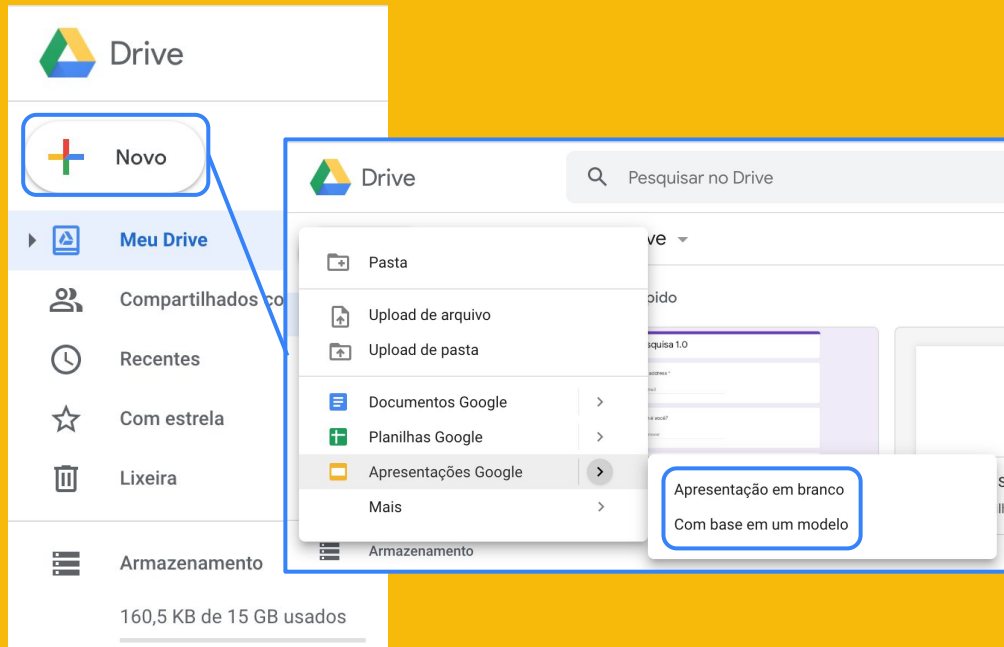 Drive
Novo
Meu Drive
Compartilhados co
Recentes
Com estrela
Lixeira
Armazenamento
160,5 KB de 15 GB usados
Drive
Pesquisar no Drive
ve
Pasta
pido
Upload de arquivo
Upload de pasta
squisa 1.0
address *
Documentos Google
Planilhas Google
Apresentações Google
Mais
Apresentação em branco
Com base em um modelo
Armazenamento